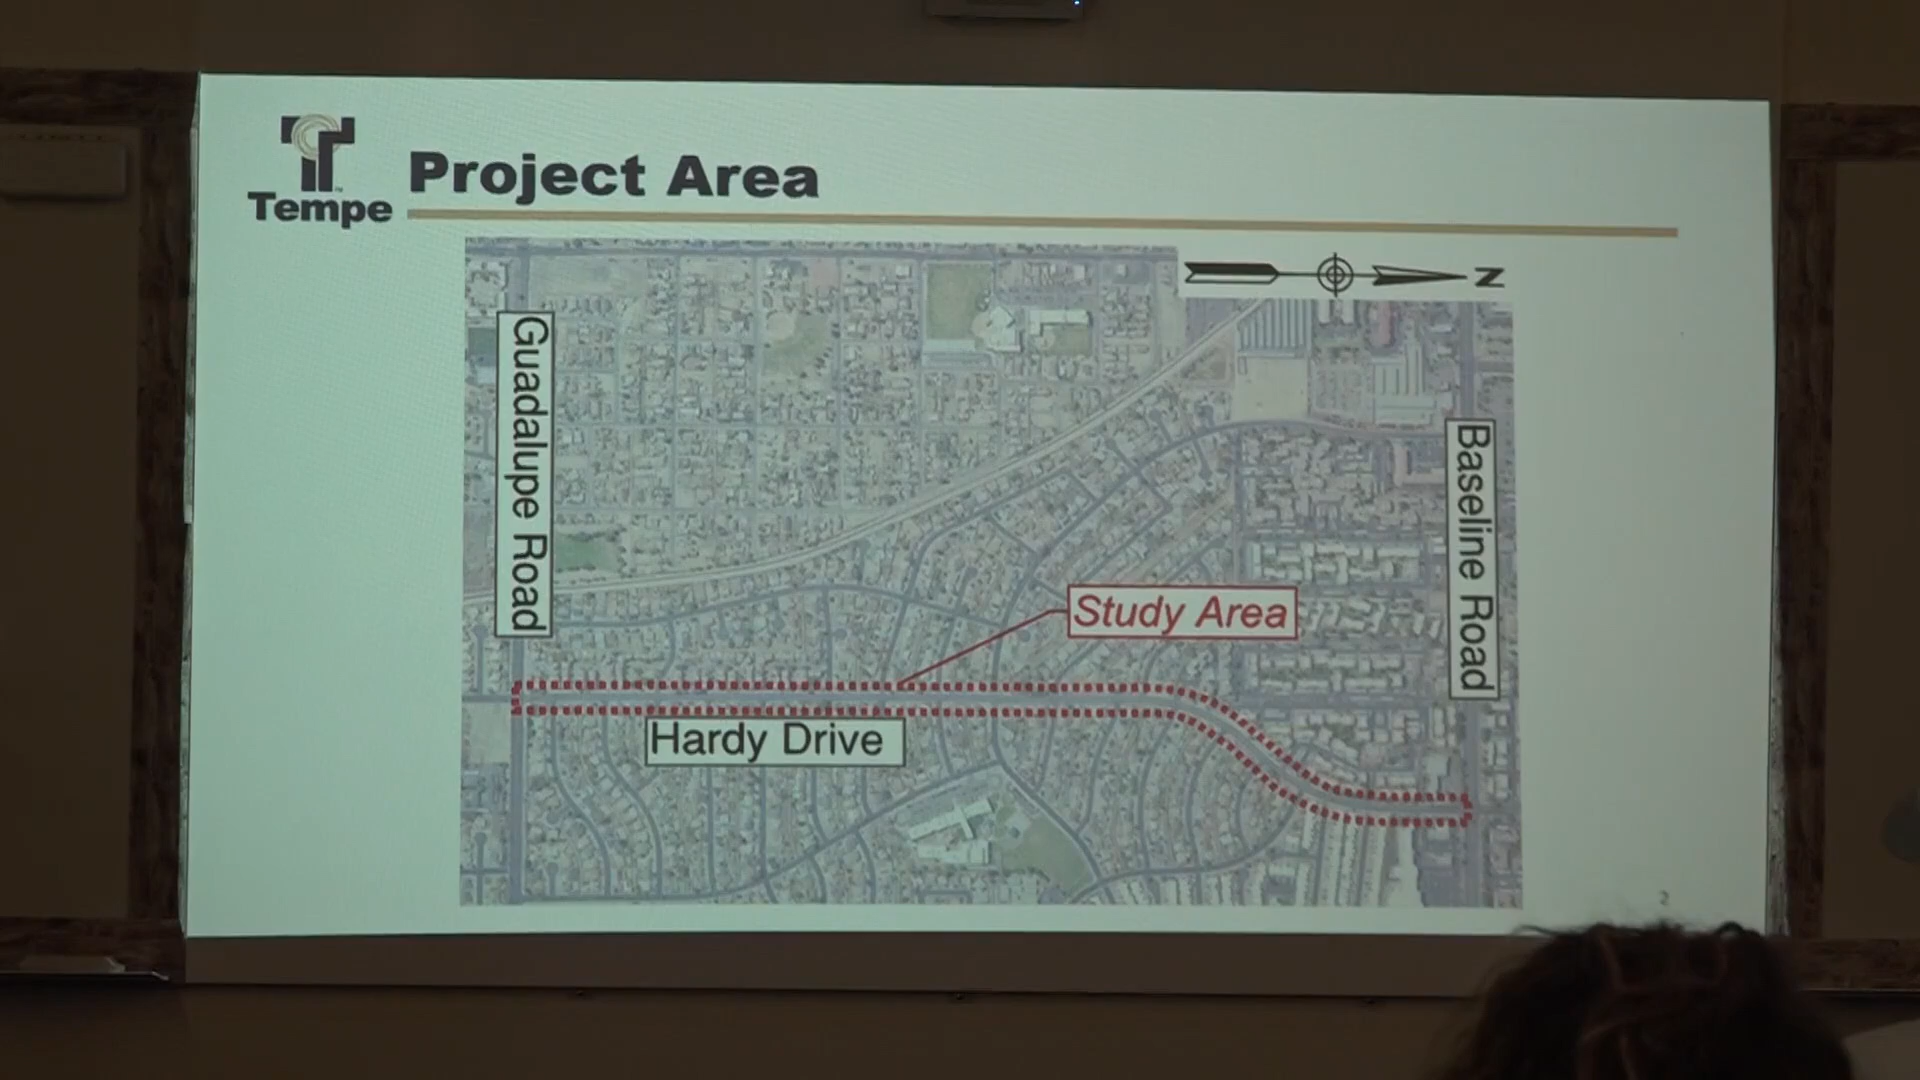 Tempe
Project Area
N
Guadalupe Road
Baseline Road
Study Area
Hardy Drive
2